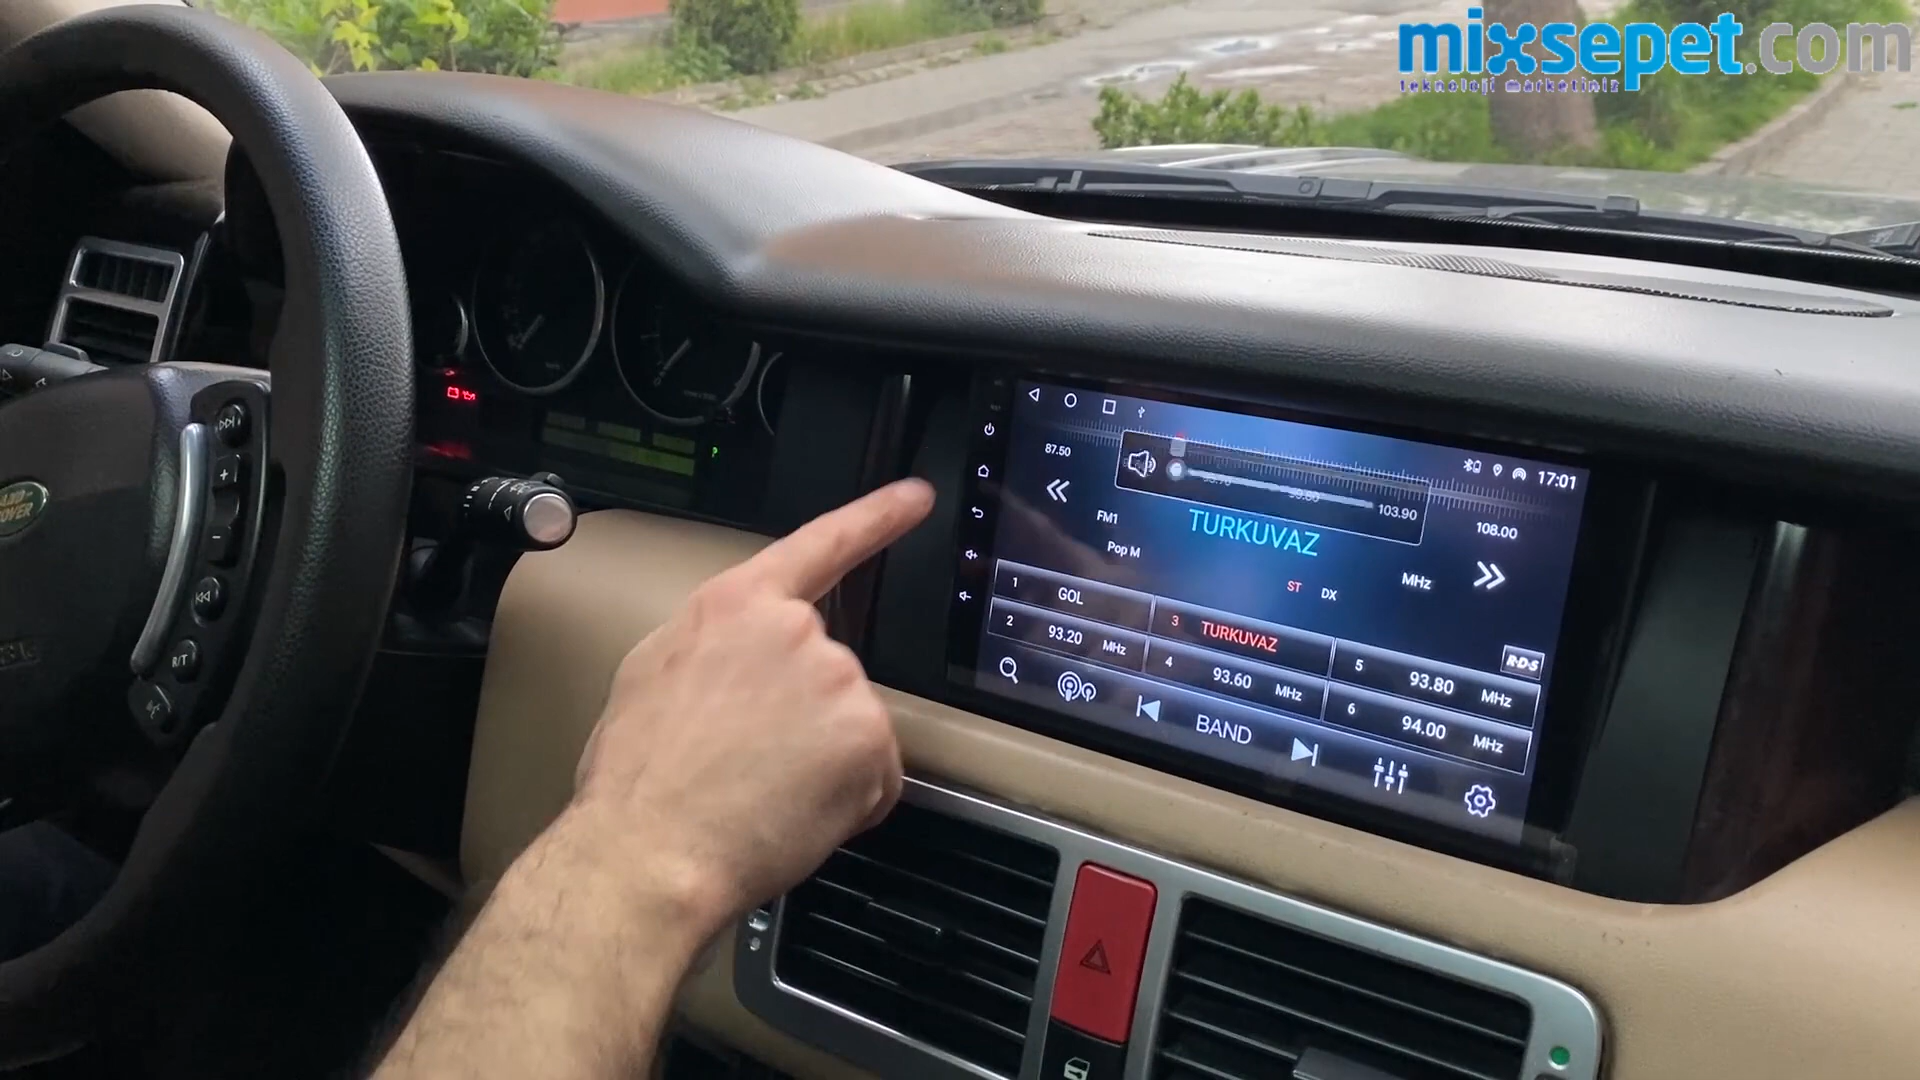 mixsepet.com
teknoloji marketiniz
17:01
87.50
103.90
108.00
FM1
TURKUVAZ
Pop M
MHz
ST DX
1 GOL
3 TURKUVAZ
5 93.80 MHz
2 93.20 MHz
4 93.60 MHz
6 94.00 MHz
R·D·S
BAND
LAND
ROVER
+
-
R/T